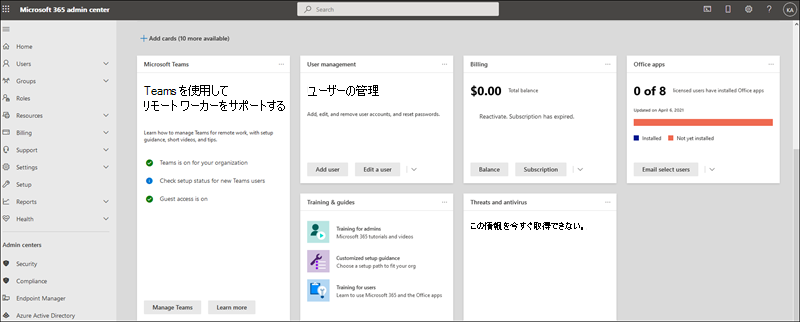 Microsoft 365 admin center
Search
KA
Home
Users
Groups
Roles
Resources
Billing
Support
Settings
Setup
Reports
Health
Admin centers
Security
Compliance
Endpoint Manager
Azure Active Directory
Add cards (10 more available)
Microsoft Teams
Teams を使用して
リモート ワーカーをサポートする
Learn how to manage Teams for remote work, with setup
guidance, short videos, and tips.
Teams is on for your organization
Check setup status for new Teams users
Guest access is on
Manage Teams
Learn more
User management
ユーザーの管理
Add, edit, and remove user accounts, and reset passwords.
Add user
Edit a user
Billing
$0.00 Total balance
Reactivate. Subscription has expired.
Balance
Subscription
Office apps
0 of 8 licensed users have installed Office apps
Updated on April 6, 2021
Installed
Not yet installed
Email select users
Training & guides
Training for admins
Microsoft 365 tutorials and videos
Customized setup guidance
Choose a setup path to fit your org
Training for users
Learn to use Microsoft 365 and the Office apps
Threats and antivirus
この情報を今すぐ取得できない。